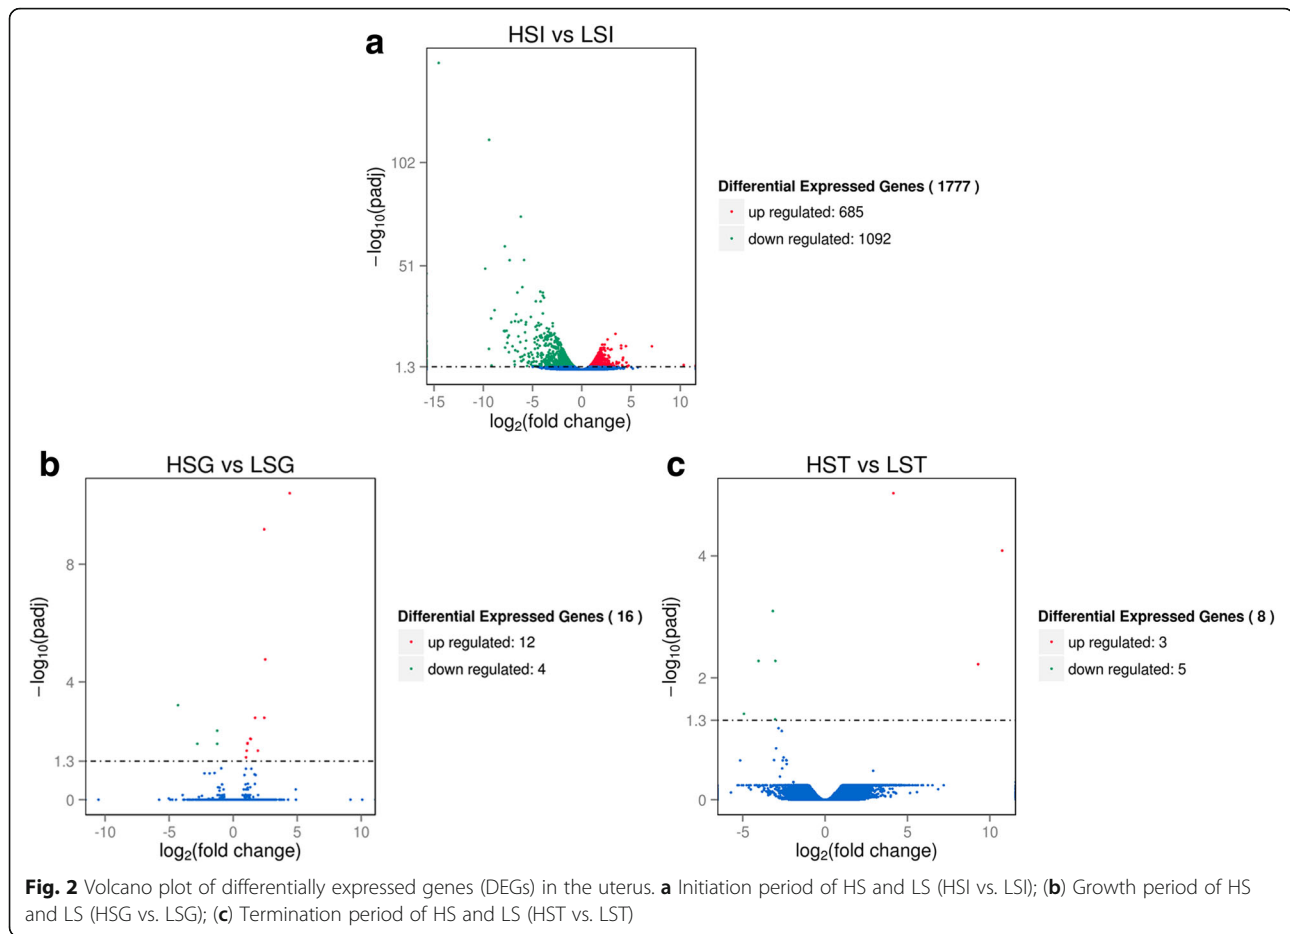 a
HSI vs LSI
−log10(padj)
102
51
1.3
-15 -10 -5 0 5 10
log2(fold change)
Differential Expressed Genes ( 1777 )
up regulated: 685
down regulated: 1092
b
HSG vs LSG
−log10(padj)
8
4
1.3
0
-10 -5 0 5 10
log2(fold change)
Differential Expressed Genes ( 16 )
up regulated: 12
down regulated: 4
c
HST vs LST
−log10(padj)
4
2
1.3
0
-5 0 5 10
log2(fold change)
Differential Expressed Genes ( 8 )
up regulated: 3
down regulated: 5
Fig. 2 Volcano plot of differentially expressed genes (DEGs) in the uterus. a Initiation period of HS and LS (HSI vs. LSI); (b) Growth period of HS
and LS (HSG vs. LSG); (c) Termination period of HS and LS (HST vs. LST)